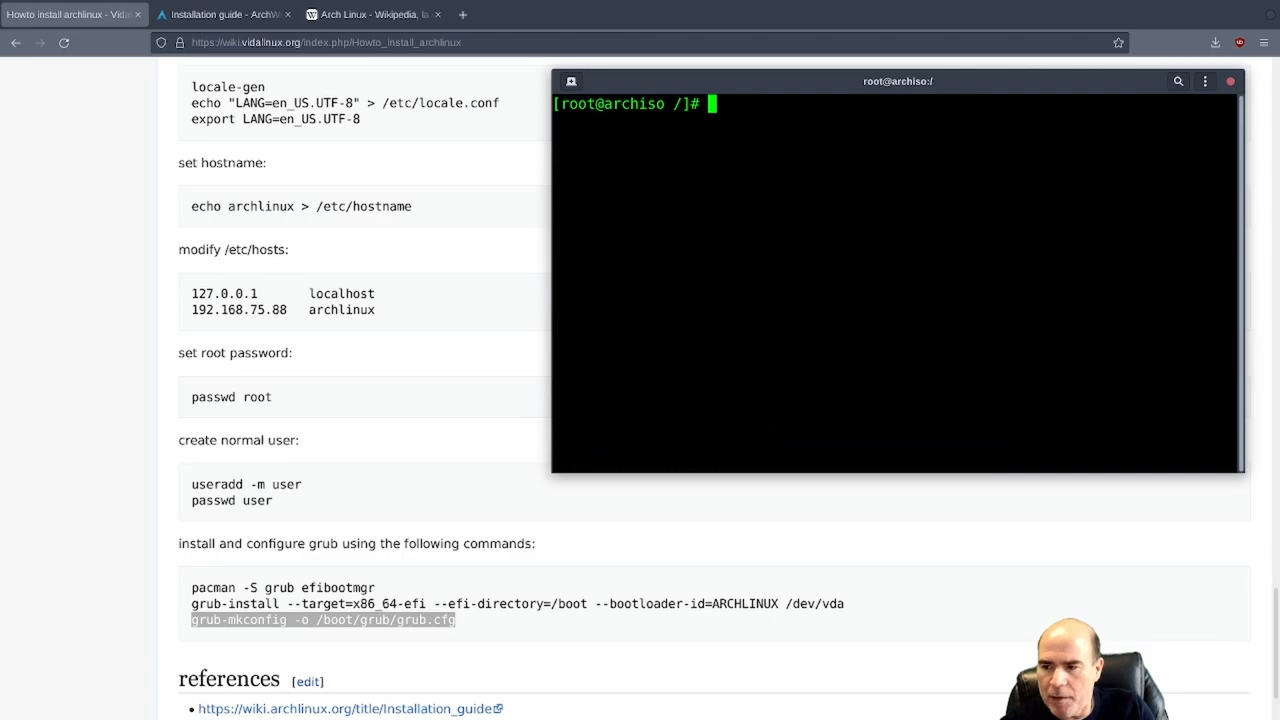 Howto install archlinux - Vidal
Installation guide - ArchWi
Arch Linux - Wikipedia, la
https://wiki.vidalinux.org/index.php/Howto_install_archlinux
locale-gen
echo "LANG=en_US.UTF-8" > /etc/locale.conf
export LANG=en_US.UTF-8
set hostname:
echo archlinux > /etc/hostname
modify /etc/hosts:
127.0.0.1 localhost
192.168.75.88 archlinux
set root password:
passwd root
create normal user:
useradd -m user
passwd user
install and configure grub using the following commands:
pacman -S grub efibootmgr
grub-install --target=x86_64-efi --efi-directory=/boot --bootloader-id=ARCHLINUX /dev/vda
grub-mkconfig -o /boot/grub/grub.cfg
references [edit]
https://wiki.archlinux.org/title/Installation_guide
root@archiso:/
[root@archiso /]#